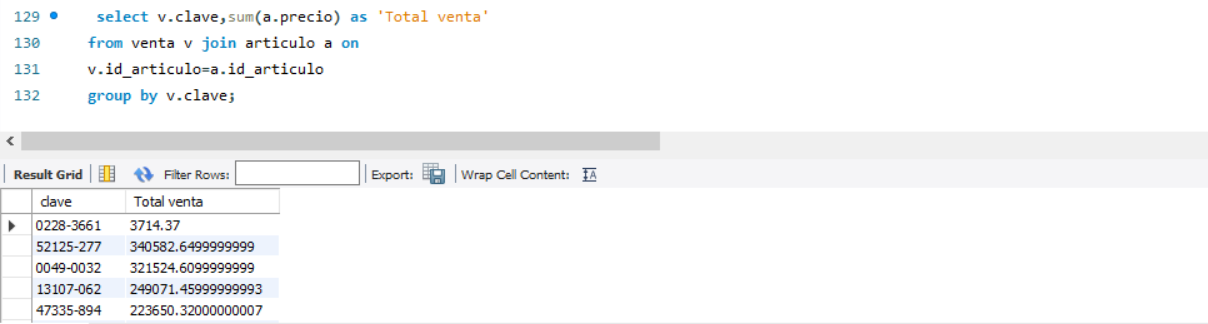 129 select v.clave,sum(a.precio) as 'Total venta'
130 from venta v join articulo a on
131 v.id_articulo=a.id_articulo
132 group by v.clave;
Result Grid Filter Rows: Export: Wrap Cell Content: IA
clave Total venta
0228-3661 3714.37
52125-277 340582.6499999999
0049-0032 321524.6099999999
13107-062 249071.45999999993
47335-894 223650.32000000007